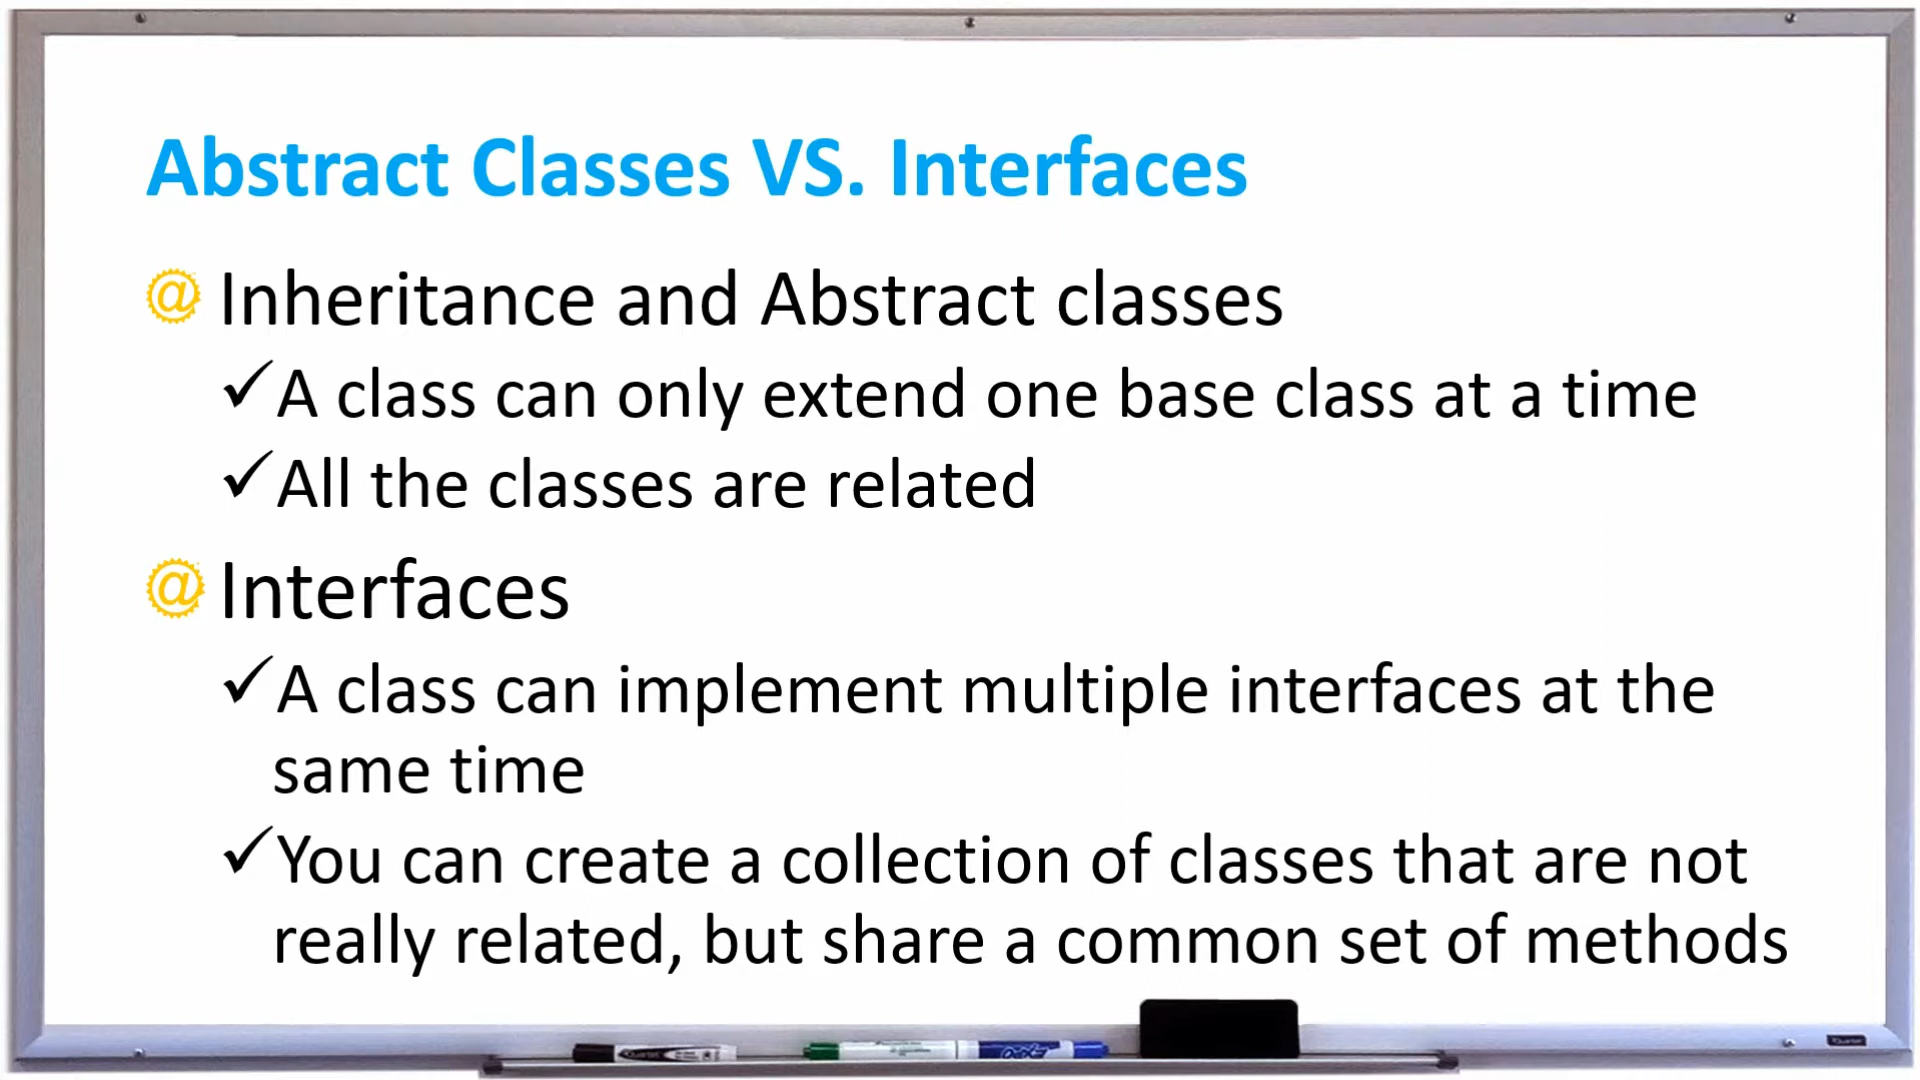 Abstract Classes VS. Interfaces
@ Inheritance and Abstract classes
✓A class can only extend one base class at a time
✓All the classes are related
@ Interfaces
✓A class can implement multiple interfaces at the
same time
✓You can create a collection of classes that are not
really related, but share a common set of methods
Quartet